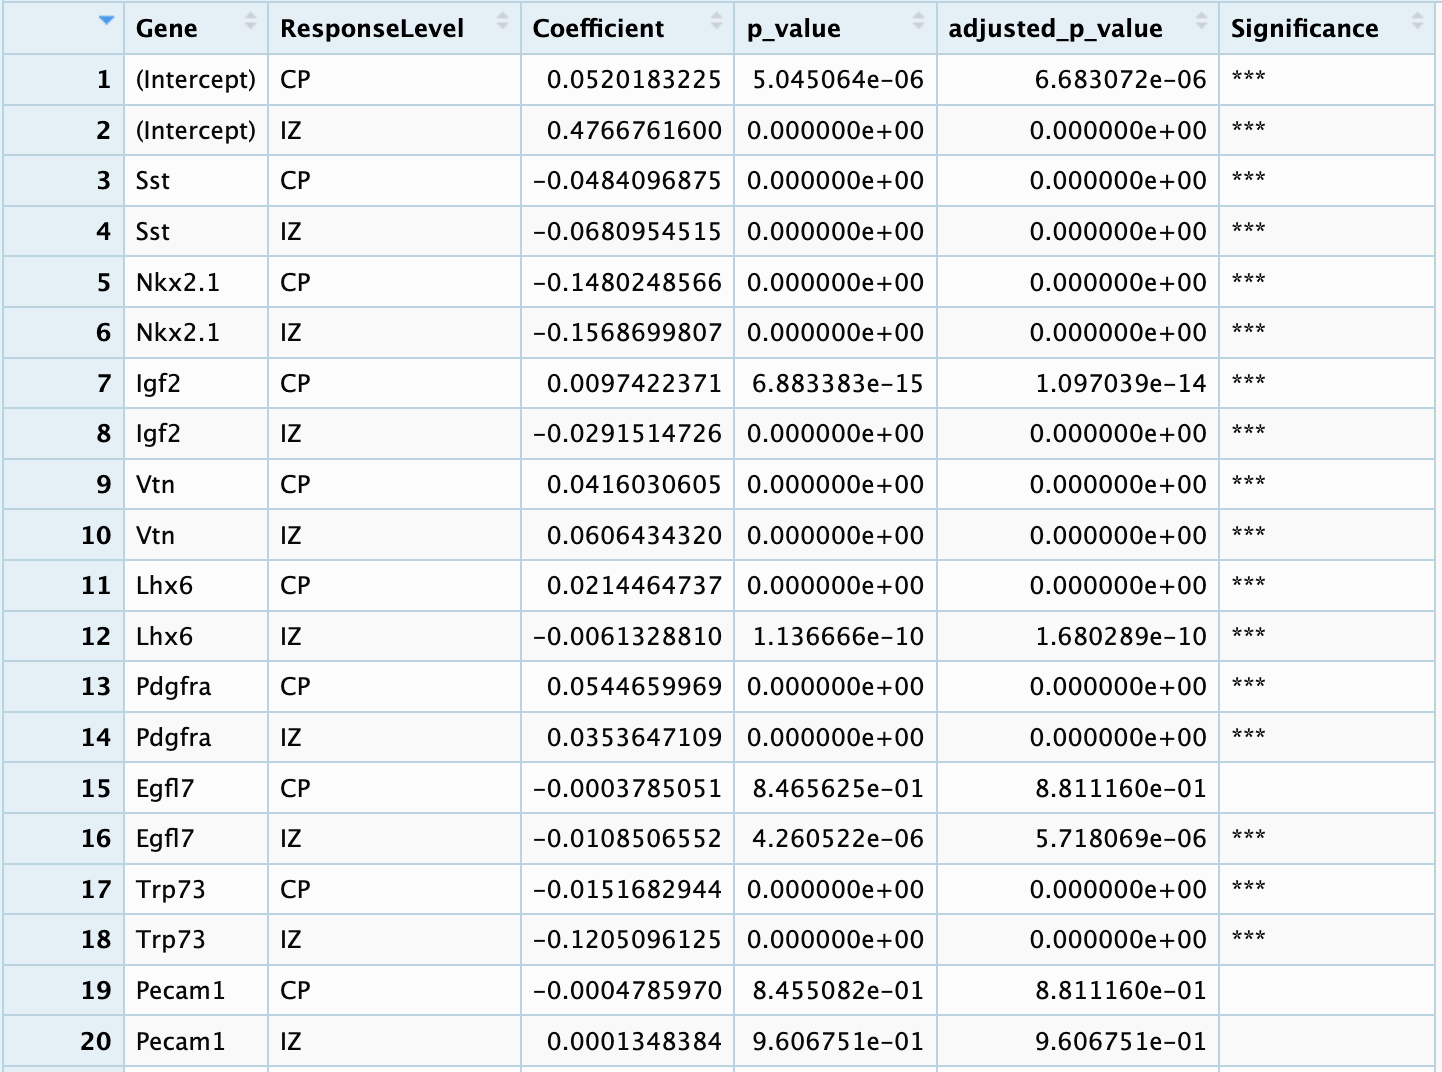 Gene ResponseLevel Coefficient p_value adjusted_p_value Significance
1 (Intercept) CP 0.0520183225 5.045064e-06 6.683072e-06 ***
2 (Intercept) IZ 0.4766761600 0.000000e+00 0.000000e+00 ***
3 Sst CP -0.0484096875 0.000000e+00 0.000000e+00 ***
4 Sst IZ -0.0680954515 0.000000e+00 0.000000e+00 ***
5 Nkx2.1 CP -0.1480248566 0.000000e+00 0.000000e+00 ***
6 Nkx2.1 IZ -0.1568699807 0.000000e+00 0.000000e+00 ***
7 Igf2 CP 0.0097422371 6.883383e-15 1.097039e-14 ***
8 Igf2 IZ -0.0291514726 0.000000e+00 0.000000e+00 ***
9 Vtn CP 0.0416030605 0.000000e+00 0.000000e+00 ***
10 Vtn IZ 0.0606434320 0.000000e+00 0.000000e+00 ***
11 Lhx6 CP 0.0214464737 0.000000e+00 0.000000e+00 ***
12 Lhx6 IZ -0.0061328810 1.136666e-10 1.680289e-10 ***
13 Pdgfra CP 0.0544659969 0.000000e+00 0.000000e+00 ***
14 Pdgfra IZ 0.0353647109 0.000000e+00 0.000000e+00 ***
15 Egfl7 CP -0.0003785051 8.465625e-01 8.811160e-01
16 Egfl7 IZ -0.0108506552 4.260522e-06 5.718069e-06 ***
17 Trp73 CP -0.0151682944 0.000000e+00 0.000000e+00 ***
18 Trp73 IZ -0.1205096125 0.000000e+00 0.000000e+00 ***
19 Pecam1 CP -0.0004785970 8.455082e-01 8.811160e-01
20 Pecam1 IZ 0.0001348384 9.606751e-01 9.606751e-01